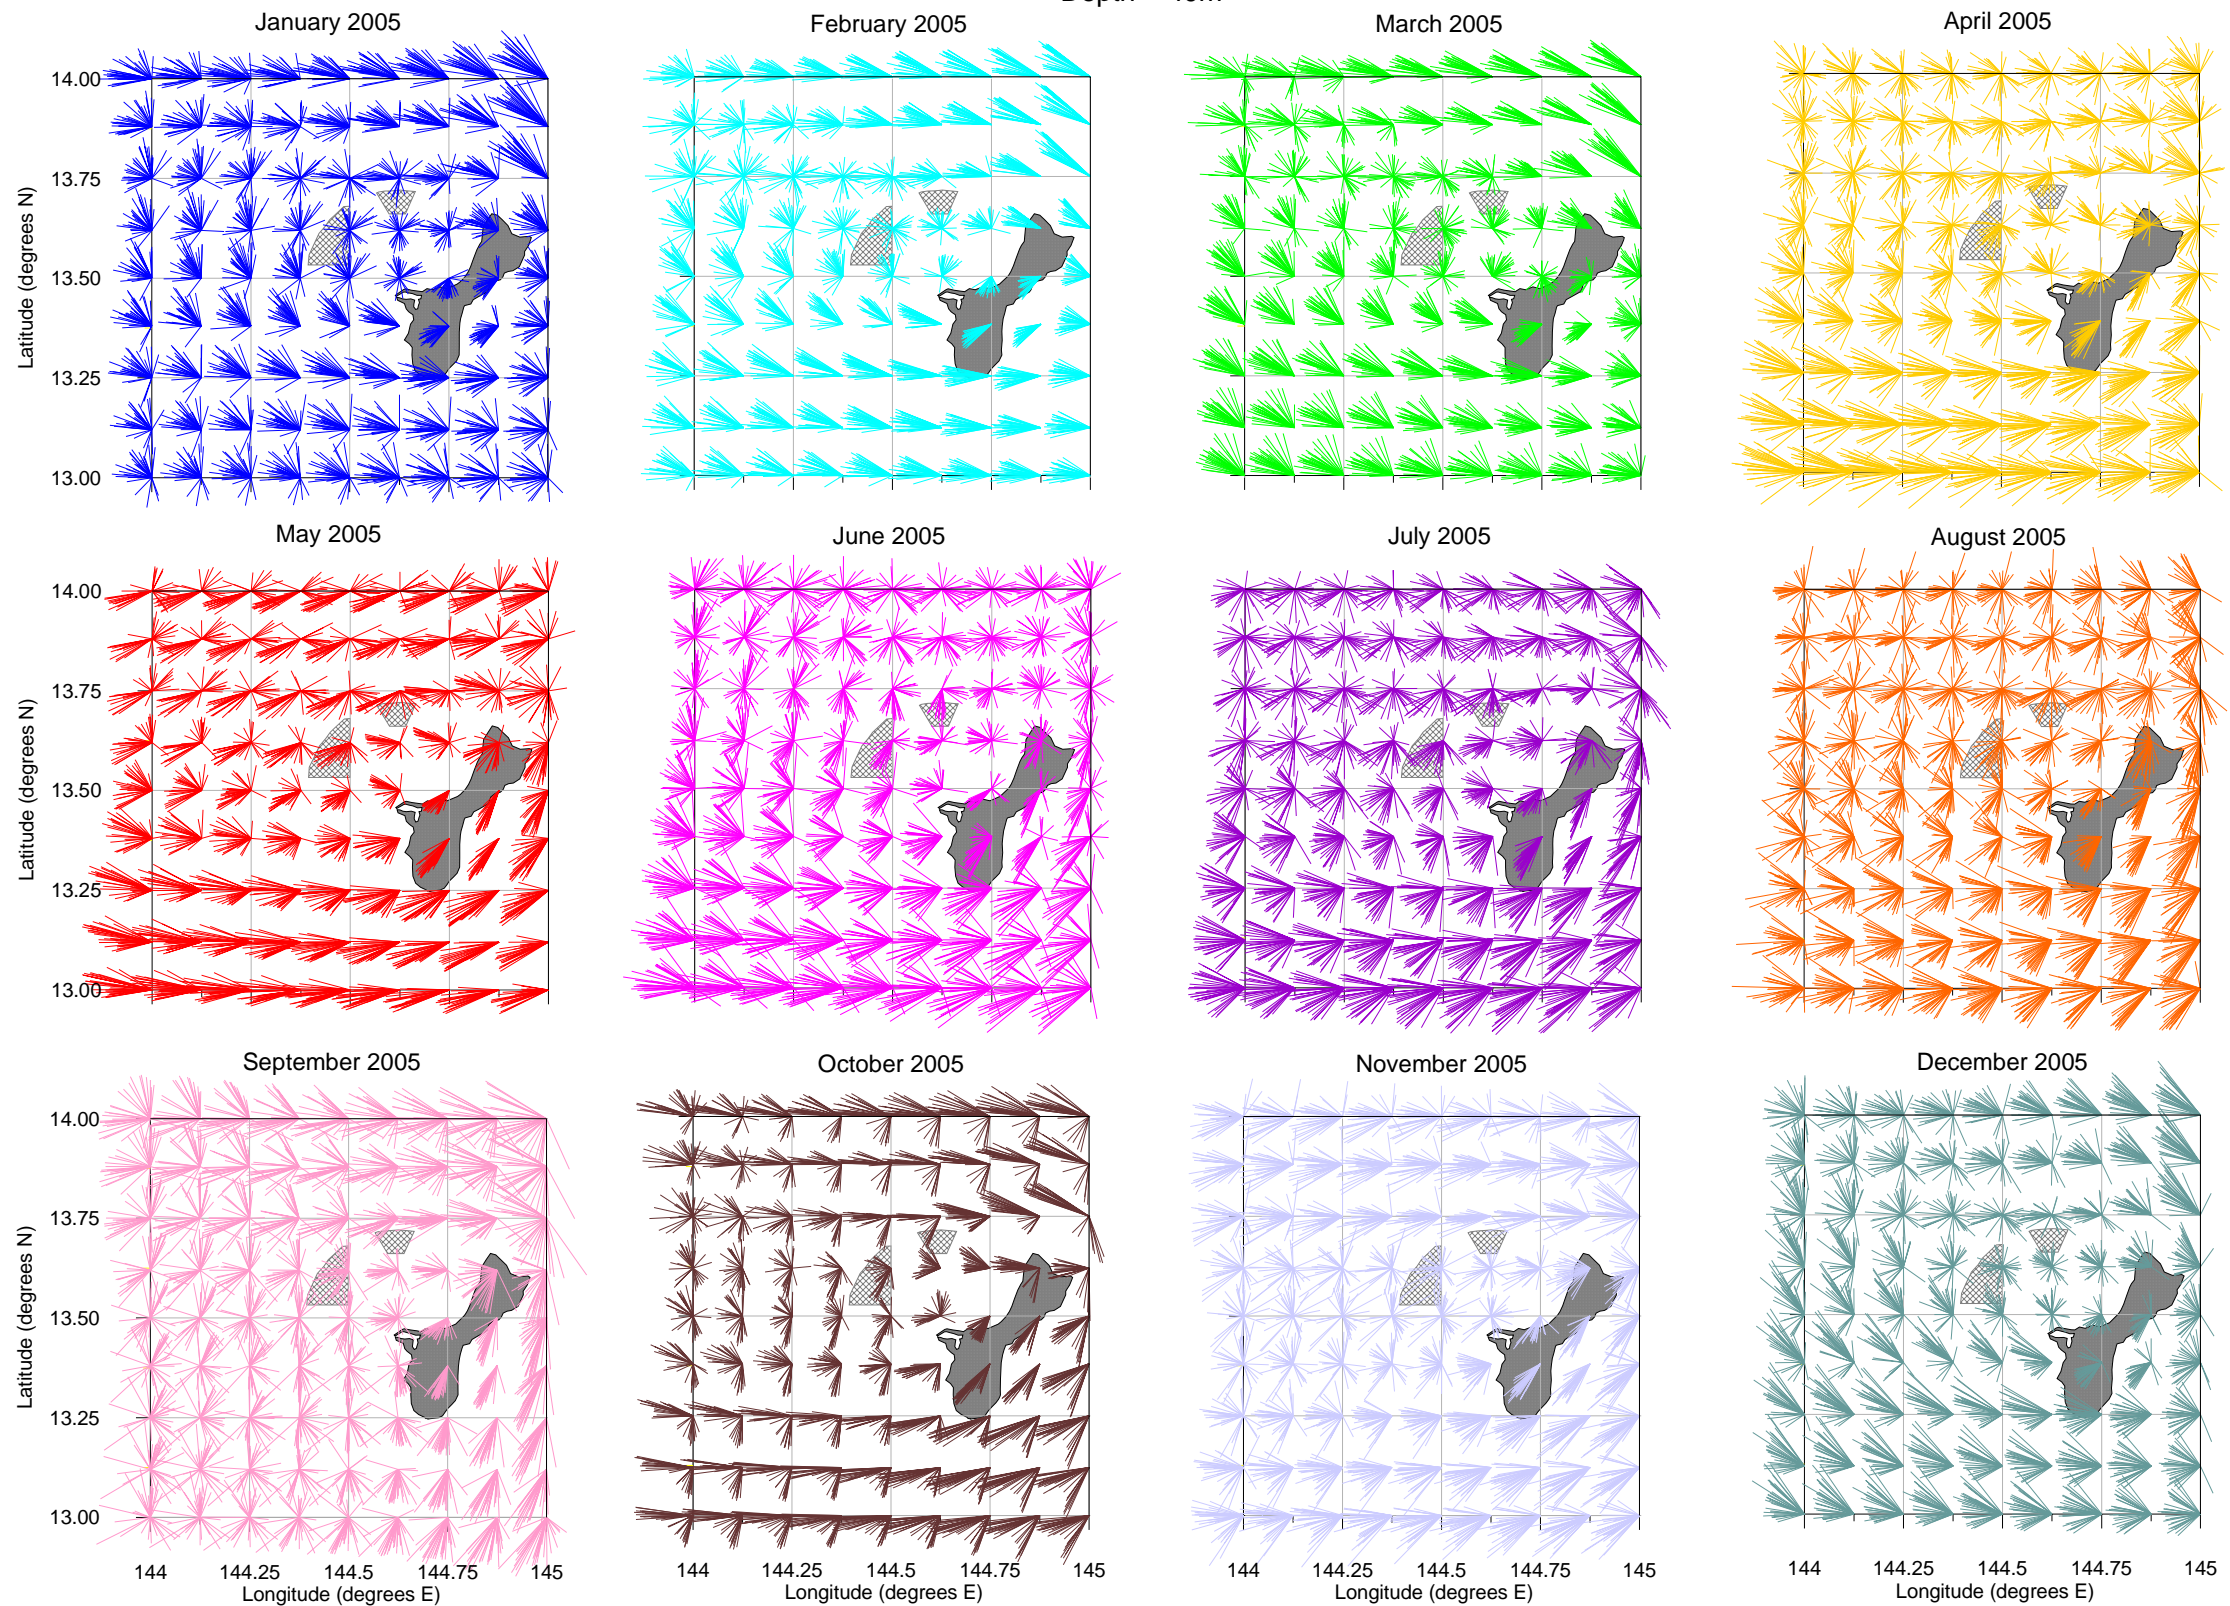 January 2005
February 2005
March 2005
April 2005
14.00
13.75
13.50
13.25
13.00
Latitude (degrees N)
May 2005
June 2005
July 2005
August 2005
14.00
13.75
13.50
13.25
13.00
Latitude (degrees N)
September 2005
October 2005
November 2005
December 2005
14.00
13.75
13.50
13.25
13.00
Latitude (degrees N)
144 144.25 144.5 144.75 145
144 144.25 144.5 144.75 145
144 144.25 144.5 144.75 145
144 144.25 144.5 144.75 145
Longitude (degrees E)
Longitude (degrees E)
Longitude (degrees E)
Longitude (degrees E)